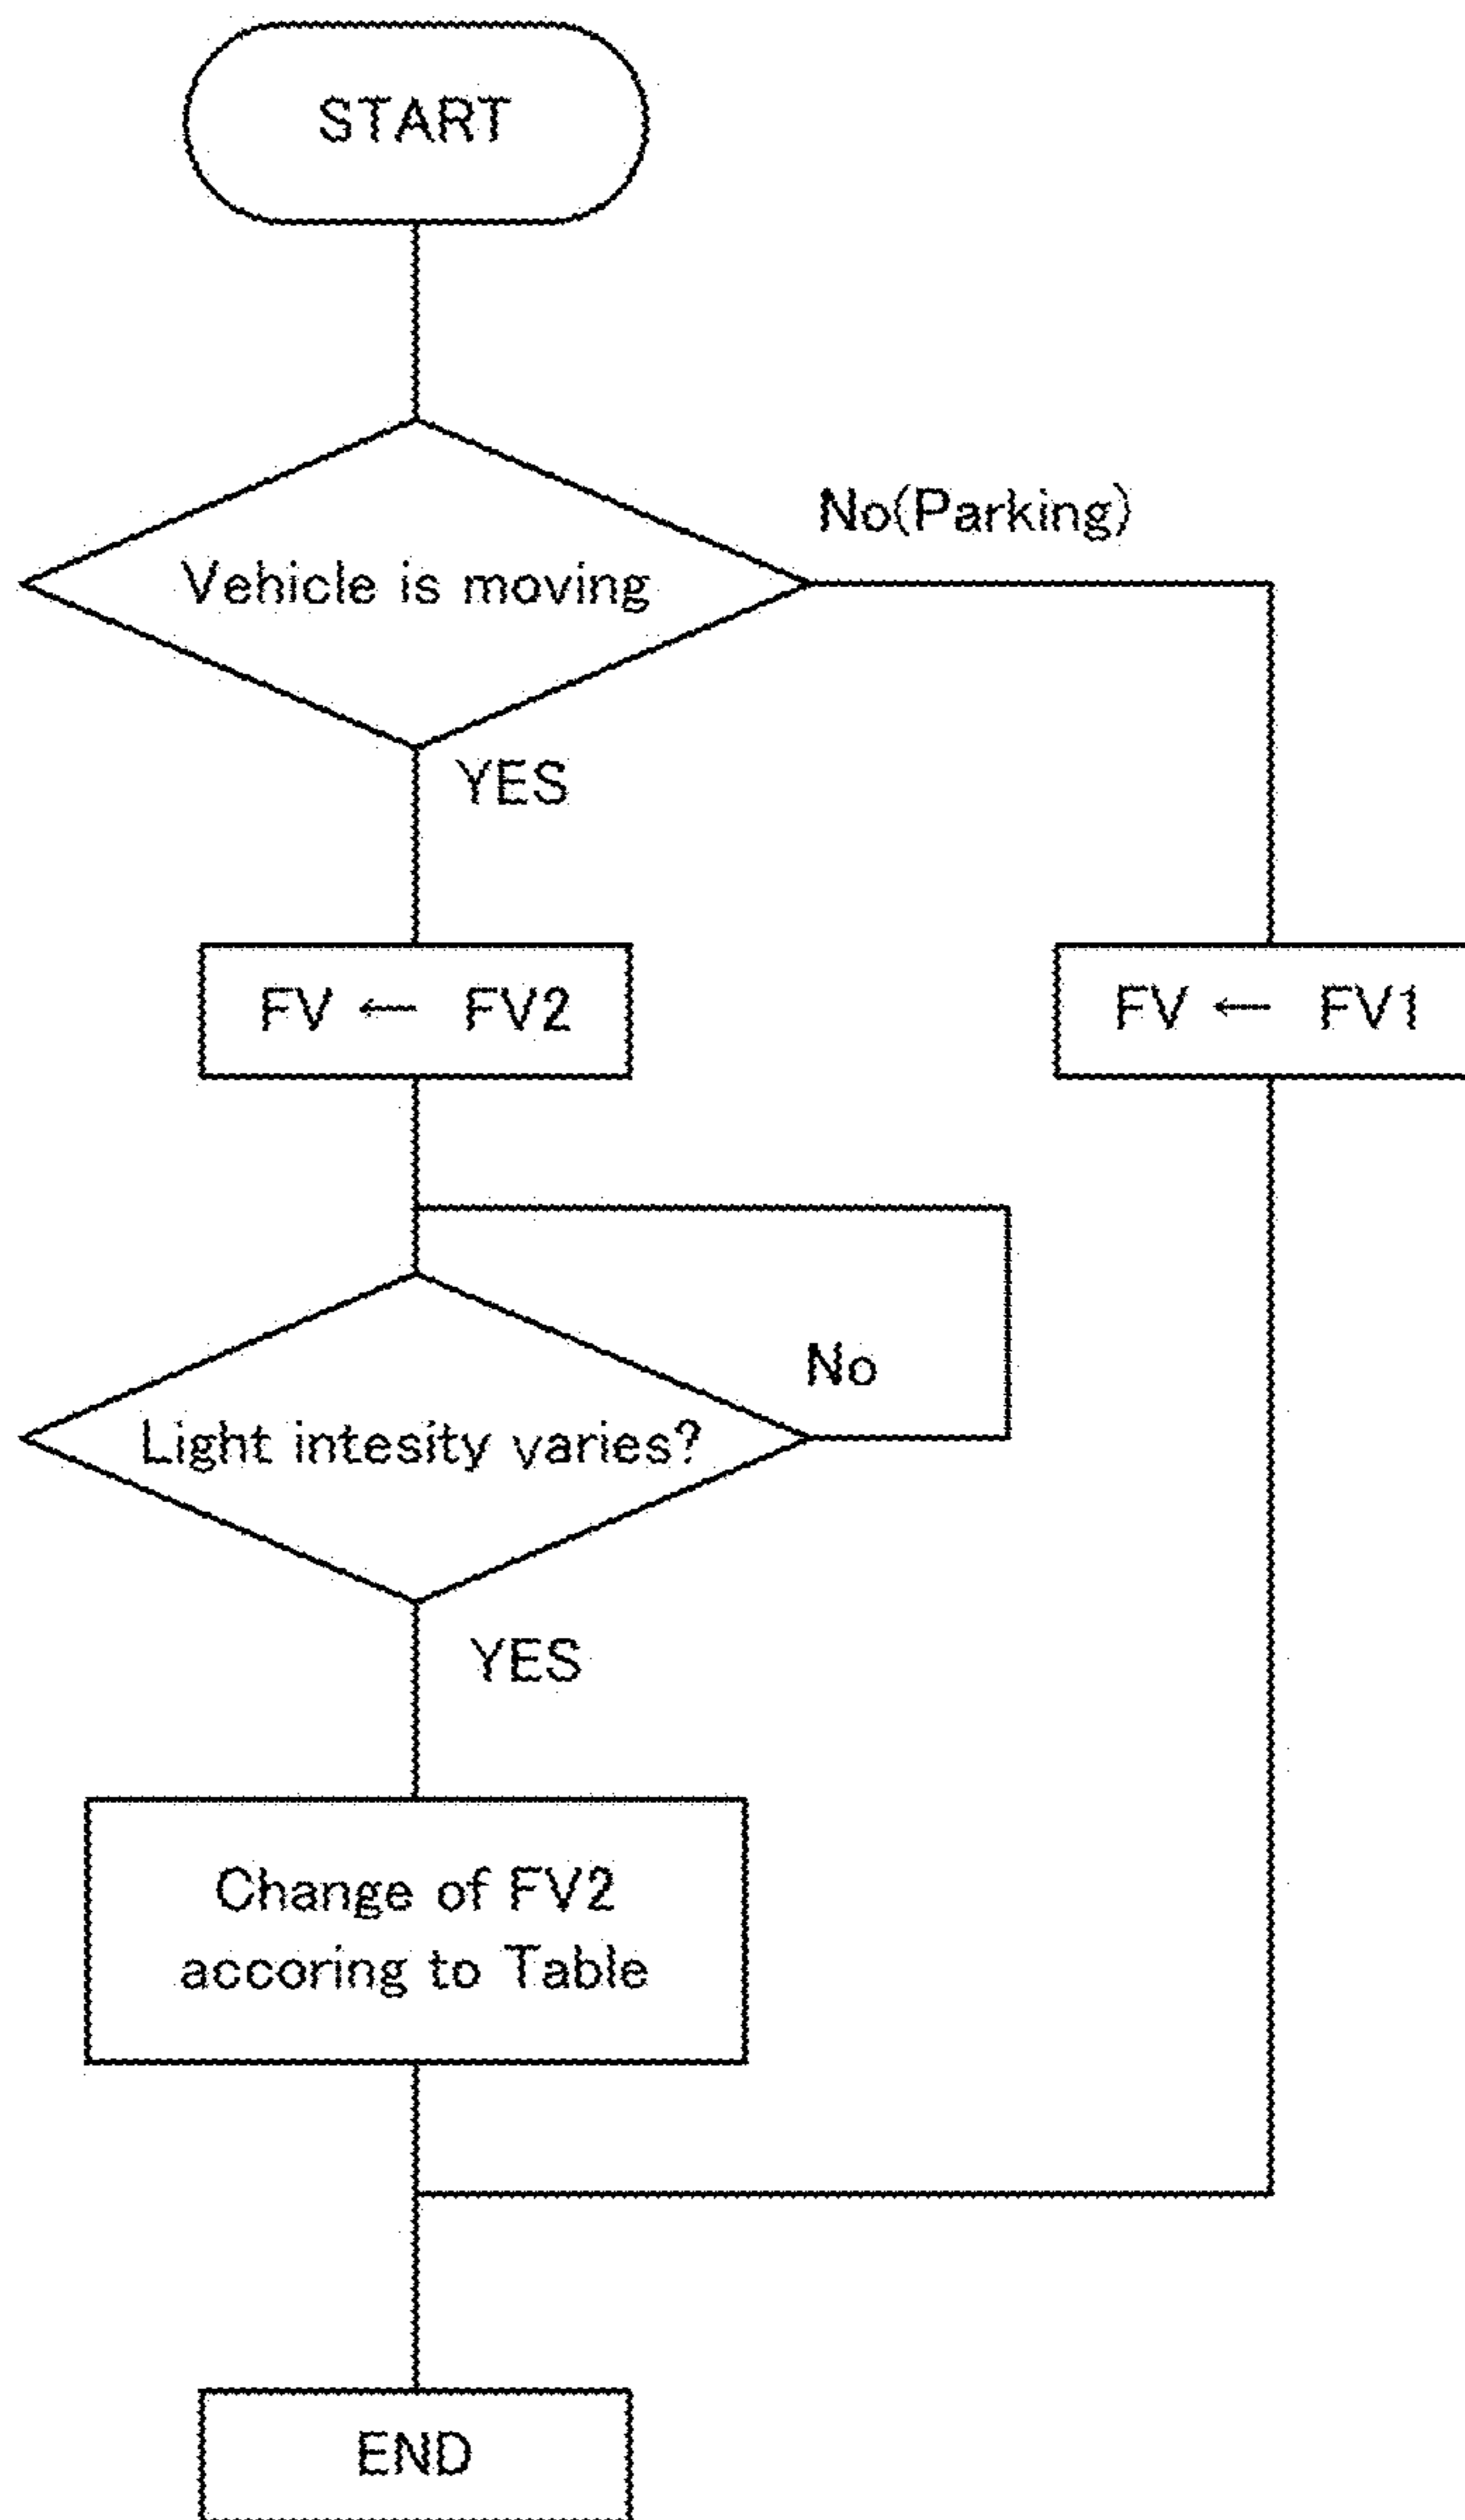 START
No(Parking)
Vehicle is moving
YES
FV ← FV2
FV ← FV1
No
Light intesity varies?
YES
Change of FV2
accoring to Table
END